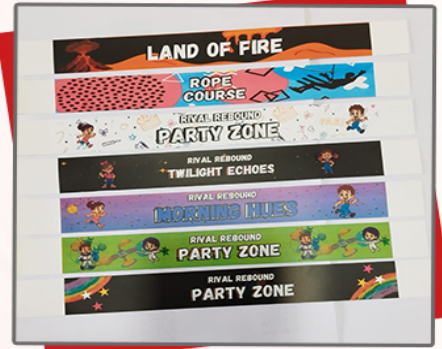 LAND OF FIRE
ROPE
COURSE
RIVAL REBOUND
PARTY ZONE
RIVAL REBOUND
TWILIGHT ECHOES
RIVAL REBOUND
MORNING HUES
RIVAL REBOUND
PARTY ZONE
RIVAL REBOUND
PARTY ZONE